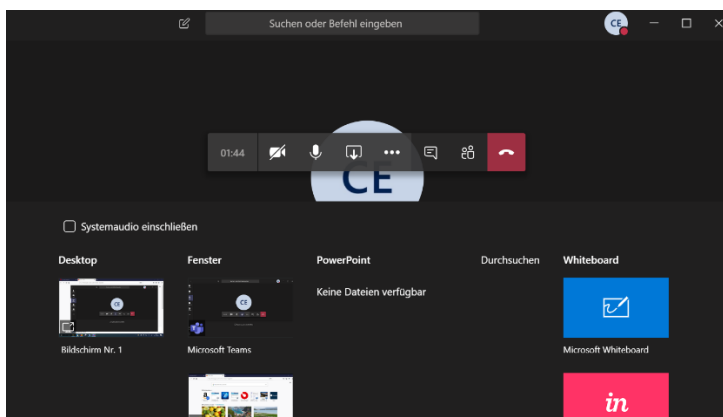 Suchen oder Befehl eingeben
CE
01:44
CE
Systemaudio einschließen
Desktop
Fenster
PowerPoint
Durchsuchen
Whiteboard
CE
CE
Keine Dateien verfügbar
Bildschirm Nr. 1
Microsoft Teams
Microsoft Whiteboard
in